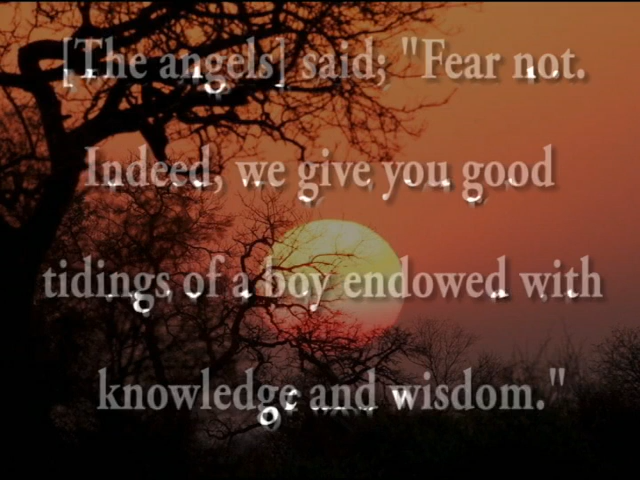 [The angels] said; "Fear not.
Indeed, we give you good
tidings of a boy endowed with
knowledge and wisdom."